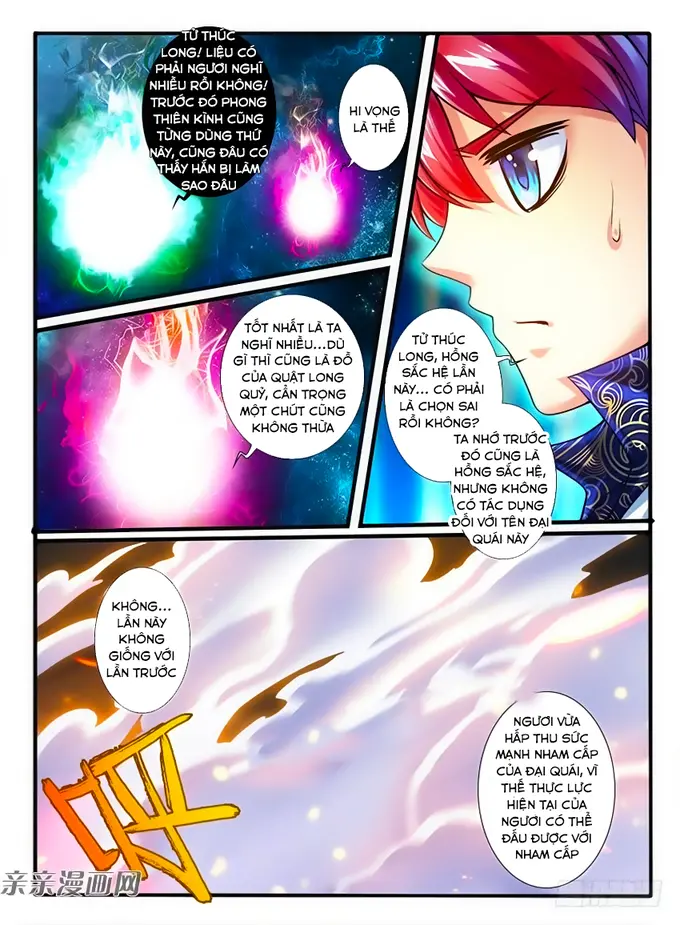 TỬ THÚC
LONG! LIỆU CÓ
PHẢI NGƯƠI NGHĨ
NHIỀU RỒI KHÔNG!
TRƯỚC ĐÓ PHONG
THIÊN KÌNH CŨNG
TỪNG DÙNG THỨ
NÀY, CŨNG ĐÂU CÓ
THẤY HẮN BỊ LÀM
SAO ĐÂU
HI VỌNG
LÀ THẾ
TỐT NHẤT LÀ TA
NGHĨ NHIỀU...DÙ
GÌ THÌ CŨNG LÀ ĐỒ
CỦA QUẬT LONG
QUỲ, CẨN TRỌNG
MỘT CHÚT CŨNG
KHÔNG THỪA
TỬ THÚC
LONG, HỒNG
SẮC HỆ LẦN
NÀY... CÓ PHẢI
LÀ CHỌN SAI
RỒI KHÔNG?
TA NHỚ TRƯỚC
ĐÓ CŨNG LÀ
HỒNG SẮC HỆ,
NHƯNG KHÔNG
CÓ TÁC DỤNG
ĐỐI VỚI TÊN ĐẠI
QUÁI NÀY
KHÔNG...
LẦN NÀY
KHÔNG
GIỐNG VỚI
LẦN TRƯỚC
NGƯƠI VỪA
HẤP THU SỨC
MẠNH NHAM CẤP
CỦA ĐẠI QUÁI, VÌ
THẾ THỰC LỰC
HIỆN TẠI CỦA
NGƯƠI CÓ THỂ
ĐẤU ĐƯỢC VỚI
NHAM CẤP
亲亲漫画网